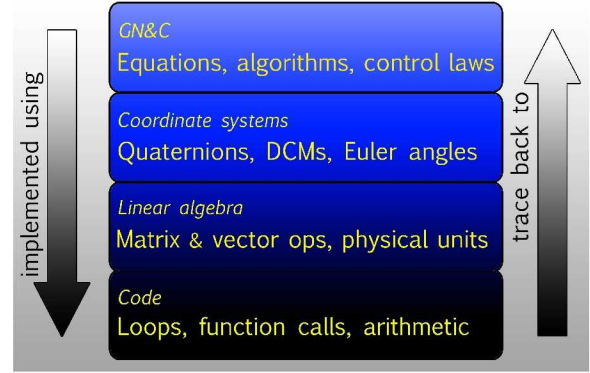 GN&C
Equations, algorithms, control laws
Coordinate systems
Quaternions, DCMs, Euler angles
Linear algebra
Matrix & vector ops, physical units
Code
Loops, function calls, arithmetic
implemented using
trace back to